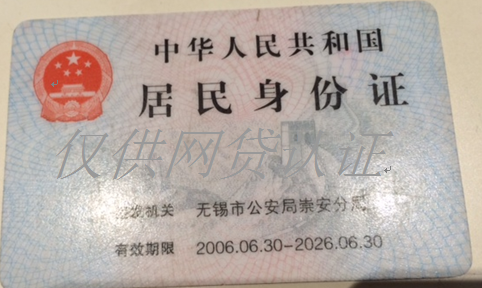 中华人民共和国
居民身份证
仅供网贷认证
签发机关 无锡市公安局崇安分局
有效期限 2006.06.30-2026.06.30